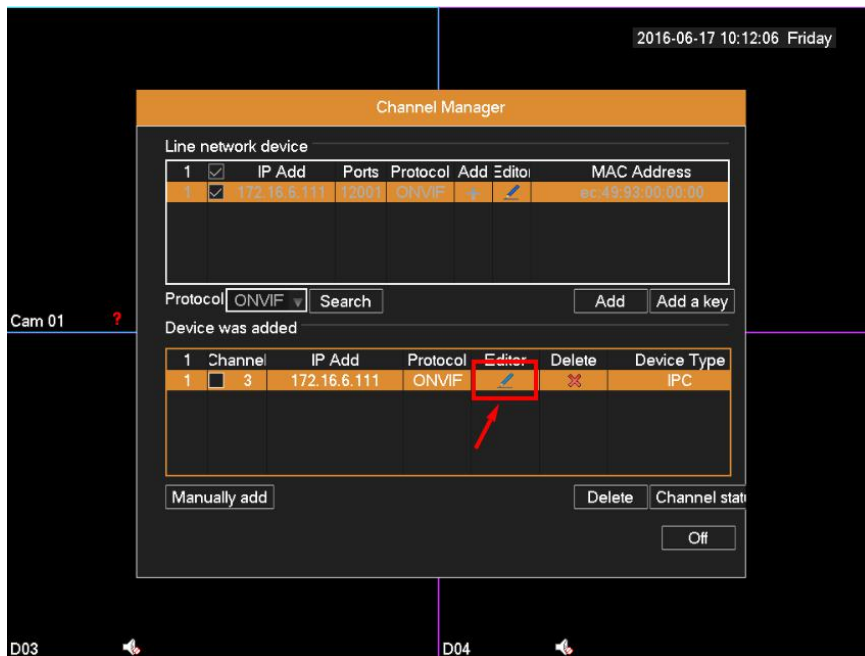 2016-06-17 10:12:06 Friday
Channel Manager
Line network device
1 IP Add Ports Protocol Add Editor MAC Address
1 172.16.6.111 12001 ONVIF + ec:49:93:00:00:00
Protocol ONVIF Search Add Add a key
Cam 01 ?
Device was added
1 Channel IP Add Protocol Editor Delete Device Type
1 3 172.16.6.111 ONVIF IPC
Manually add Delete Channel stat
Off
D03 D04